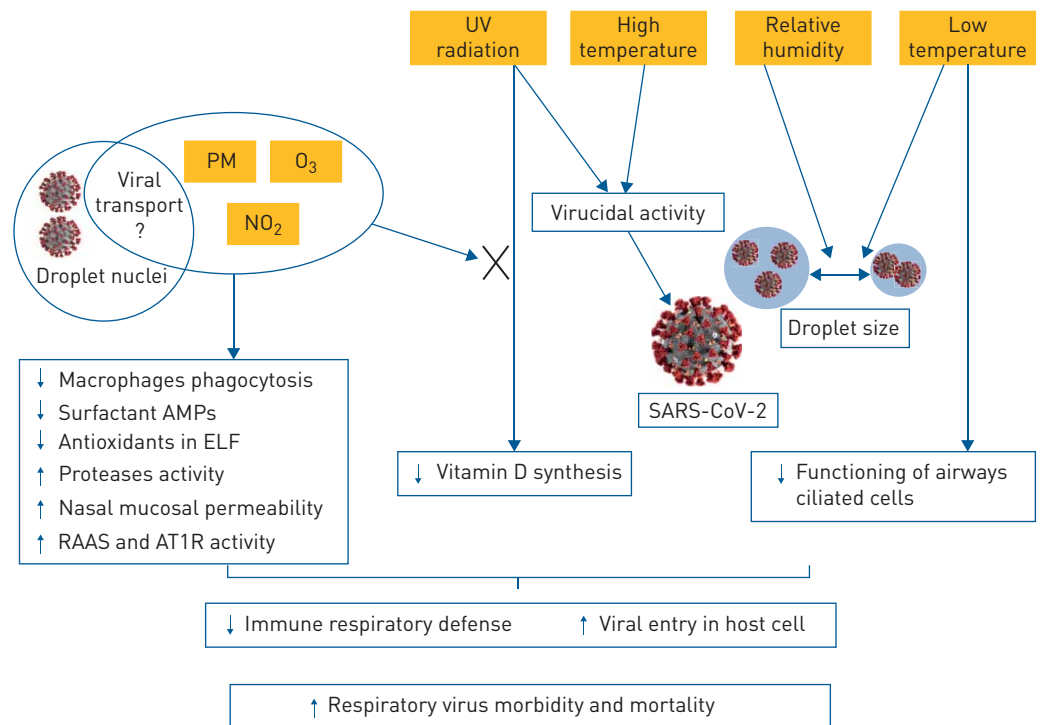 UV
radiation
High
temperature
Relative
humidity
Low
temperature
PM
O₃
NO₂
Viral
transport
?
Droplet nuclei
Virucidal activity
Droplet size
SARS-CoV-2
↓ Macrophages phagocytosis
↓ Surfactant AMPs
↓ Antioxidants in ELF
↑ Proteases activity
↑ Nasal mucosal permeability
↑ RAAS and AT1R activity
↓ Vitamin D synthesis
↓ Functioning of airways
ciliated cells
↓ Immune respiratory defense ↑ Viral entry in host cell
↑ Respiratory virus morbidity and mortality